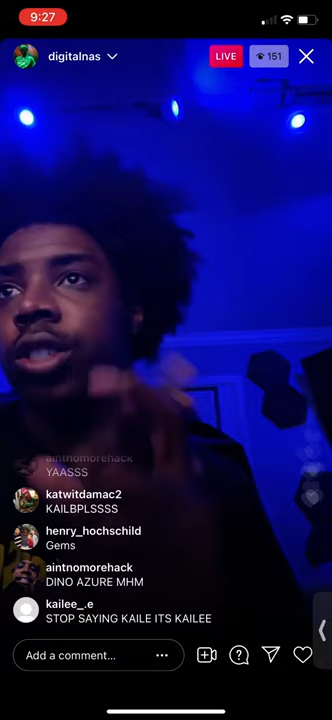 9:27
digitalnas
LIVE
151
aintnomorehack
YAASSS
katwitdamac2
KAILBPLSSSS
henry_hochschild
Gems
aintnomorehack
DINO AZURE MHM
kailee_.e
STOP SAYING KAILE ITS KAILEE
Add a comment...